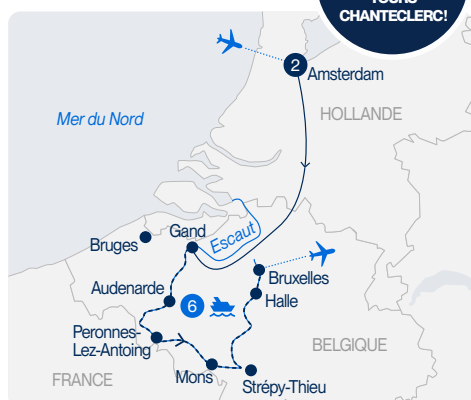 TOURS
CHANTECLERC!
2
Amsterdam
HOLLANDE
Mer du Nord
Gand
Escaut
Bruges
Bruxelles
Audenarde
6
Halle
Peronnes-
Lez-Antoing
BELGIQUE
FRANCE
Mons
Strépy-Thieu